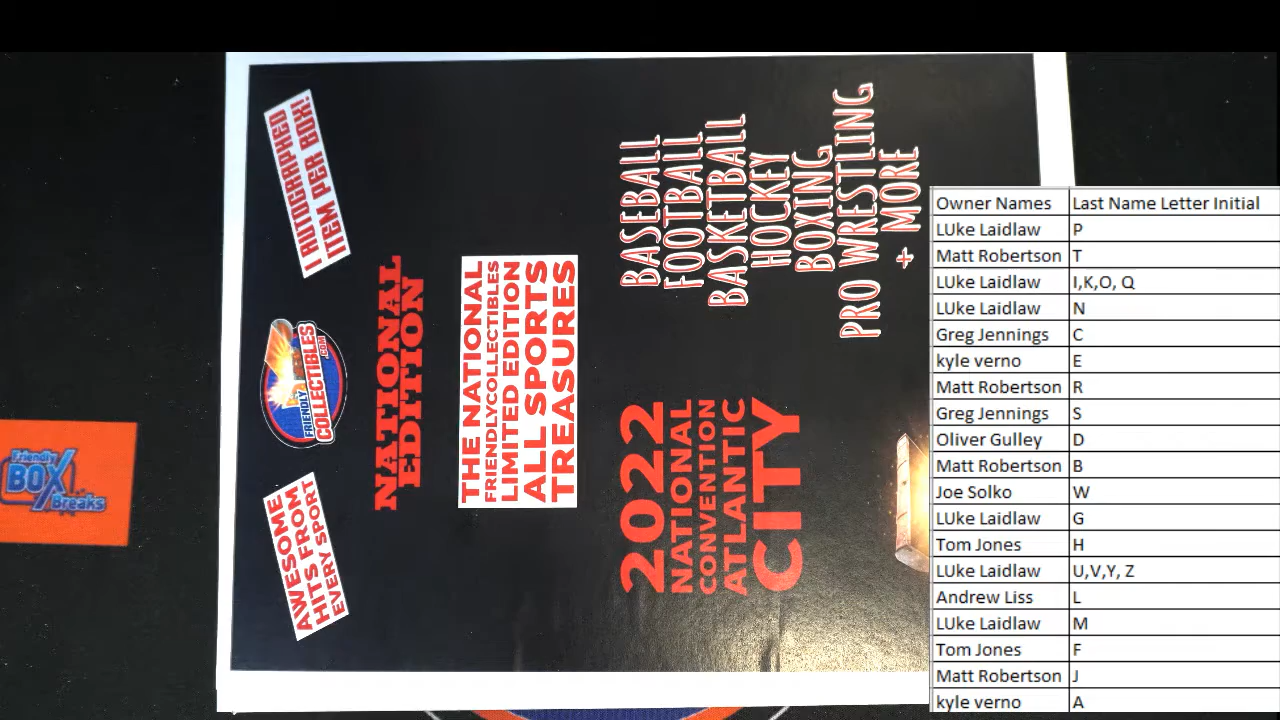 1 AUTOGRAPHED
ITEM PER BOX!
FRIENDLY
COLLECTIBLES
.COM
AWESOME
HITS FROM
EVERY SPORT
NATIONAL
EDITION
THE NATIONAL
FRIENDLYCOLLECTIBLES
LIMITED EDITION
ALL SPORTS
TREASURES
BASEBALL
FOOTBALL
BASKETBALL
HOCKEY
BOXING
PRO WRESTLING
+ MORE
2022
NATIONAL
CONVENTION
ATLANTIC
CITY
Friendly
BOX
Breaks
Owner Names Last Name Letter Initial
LUke Laidlaw P
Matt Robertson T
LUke Laidlaw I,K,O, Q
LUke Laidlaw N
Greg Jennings C
kyle verno E
Matt Robertson R
Greg Jennings S
Oliver Gulley D
Matt Robertson B
Joe Solko W
LUke Laidlaw G
Tom Jones H
LUke Laidlaw U,V,Y, Z
Andrew Liss L
LUke Laidlaw M
Tom Jones F
Matt Robertson J
kyle verno A